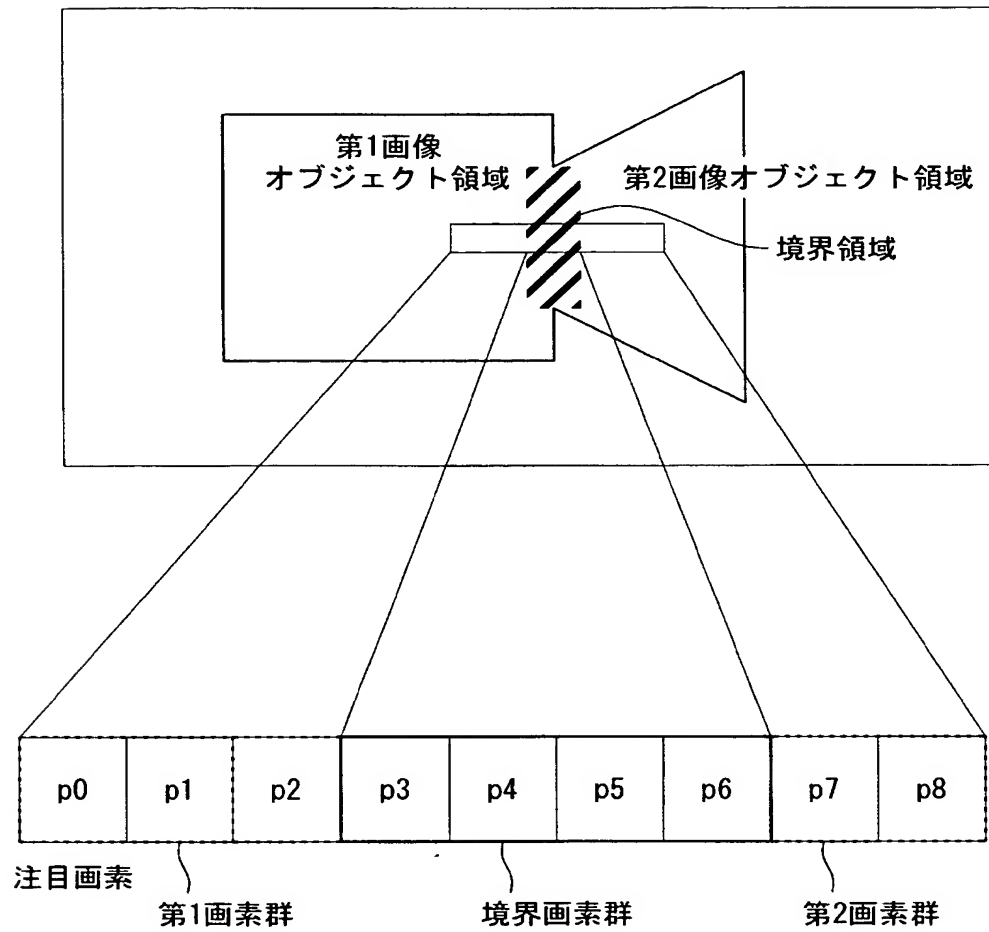 第1画像
オブジェクト領域
第2画像オブジェクト領域
境界領域
p0 p1 p2 p3 p4 p5 p6 p7 p8
注目画素
第1画素群
境界画素群
第2画素群